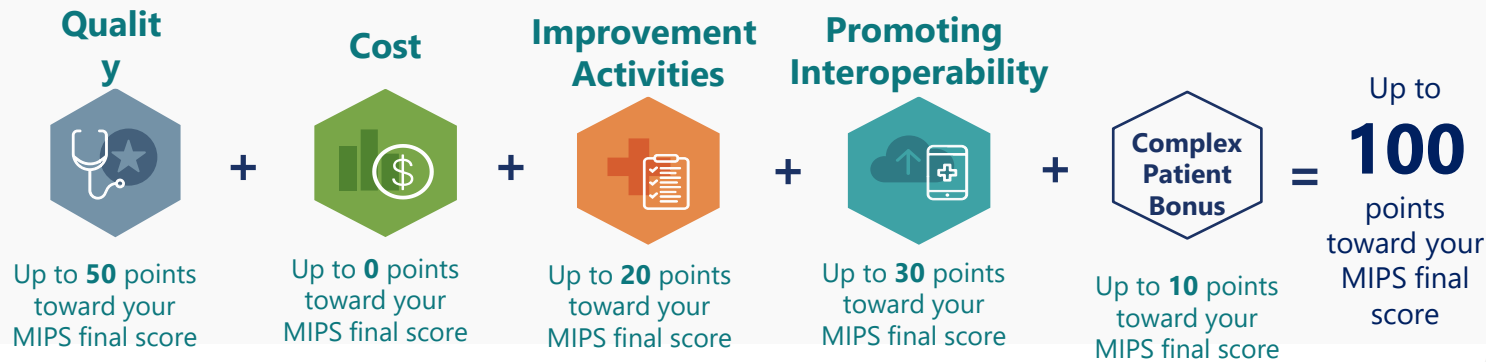 Qualit
y
Up to 50 points
toward your
MIPS final score
+
Cost
$
Up to 0 points
toward your
MIPS final score
+
Improvement
Activities
Up to 20 points
toward your
MIPS final score
+
Promoting
Interoperability
Up to 30 points
toward your
MIPS final score
+
Complex
Patient
Bonus
Up to 10 points
toward your
MIPS final score
=
Up to
100
points
toward your
MIPS final
score